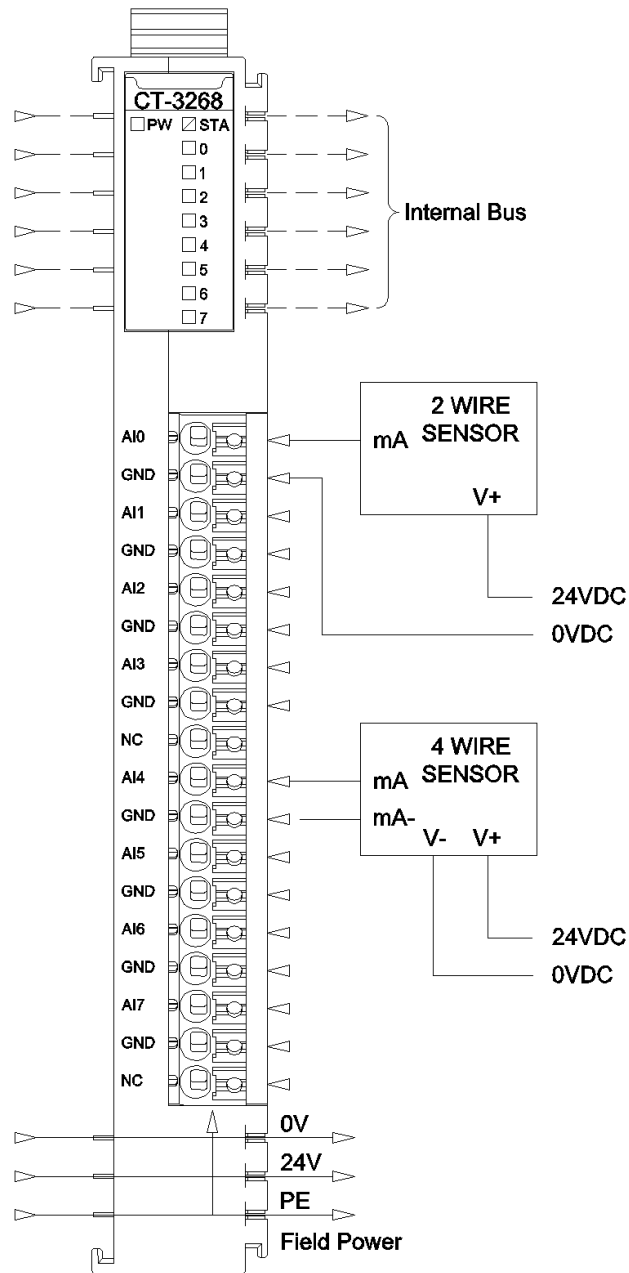 CT-3268
PW STA
0
1
2
3
4
5
6
7
Internal Bus
AI0
GND
AI1
GND
AI2
GND
AI3
GND
NC
AI4
GND
AI5
GND
AI6
GND
AI7
GND
NC
2 WIRE
SENSOR
mA
V+
24VDC
0VDC
4 WIRE
SENSOR
mA
mA-
V- V+
24VDC
0VDC
0V
24V
PE
Field Power